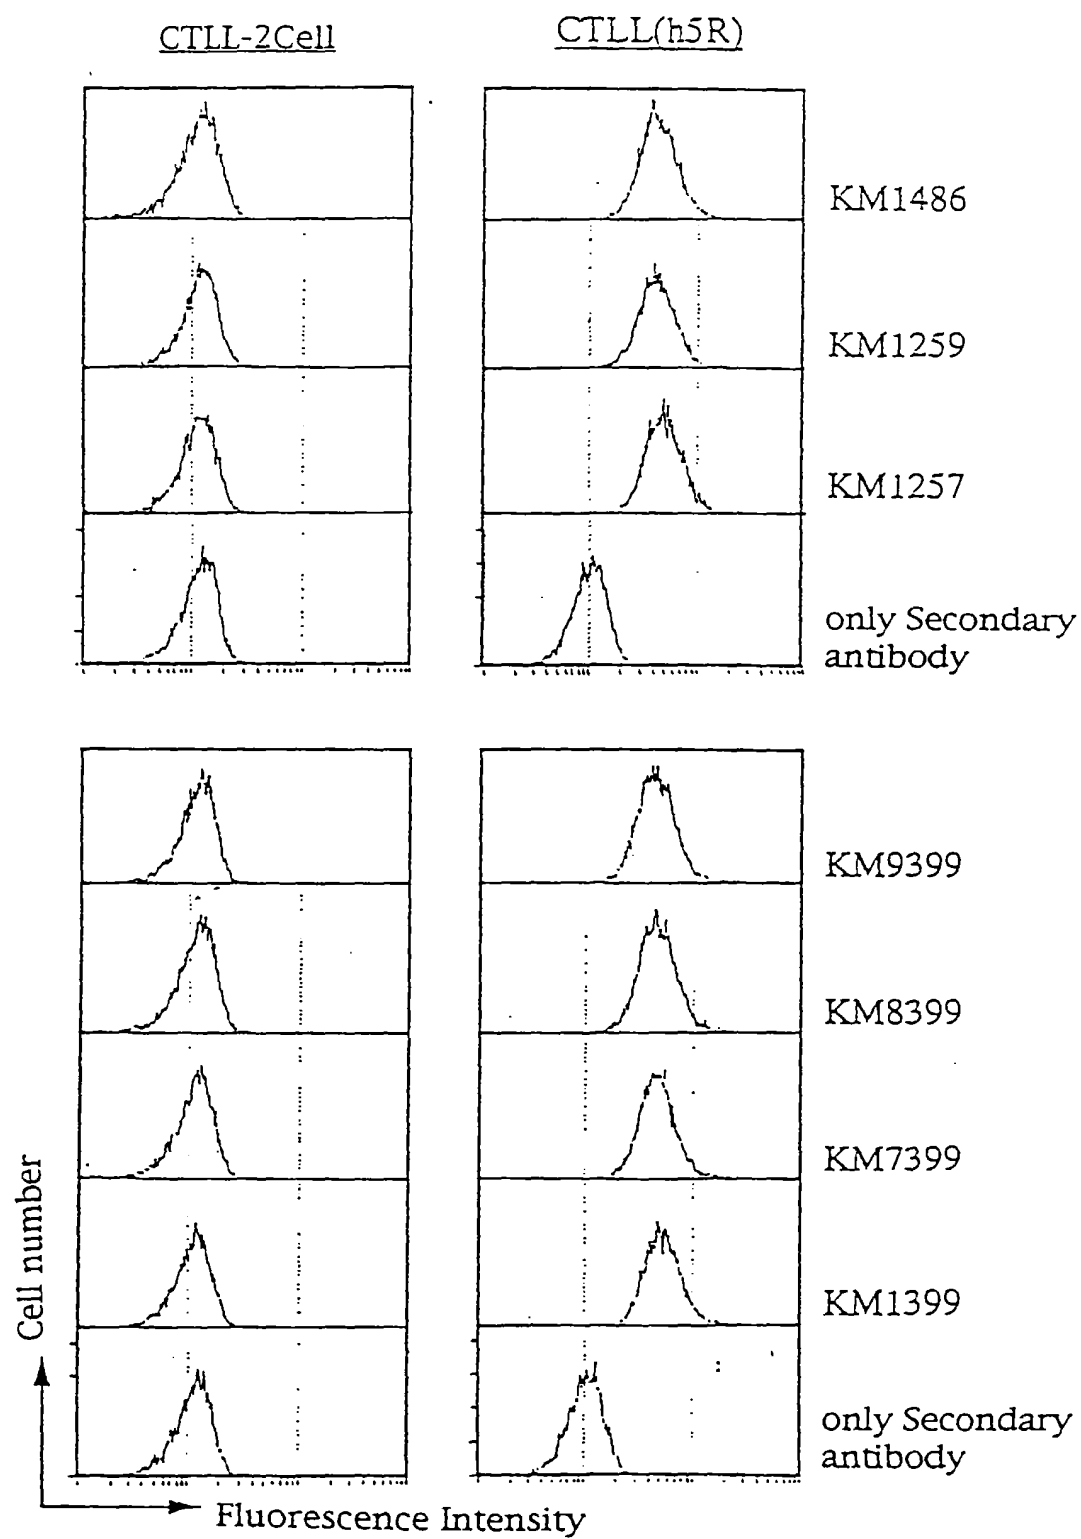 CTLL-2Cell
CTLL(h5R)
KM1486
KM1259
KM1257
only Secondary
antibody
KM9399
KM8399
KM7399
KM1399
only Secondary
antibody
Cell number
Fluorescence Intensity